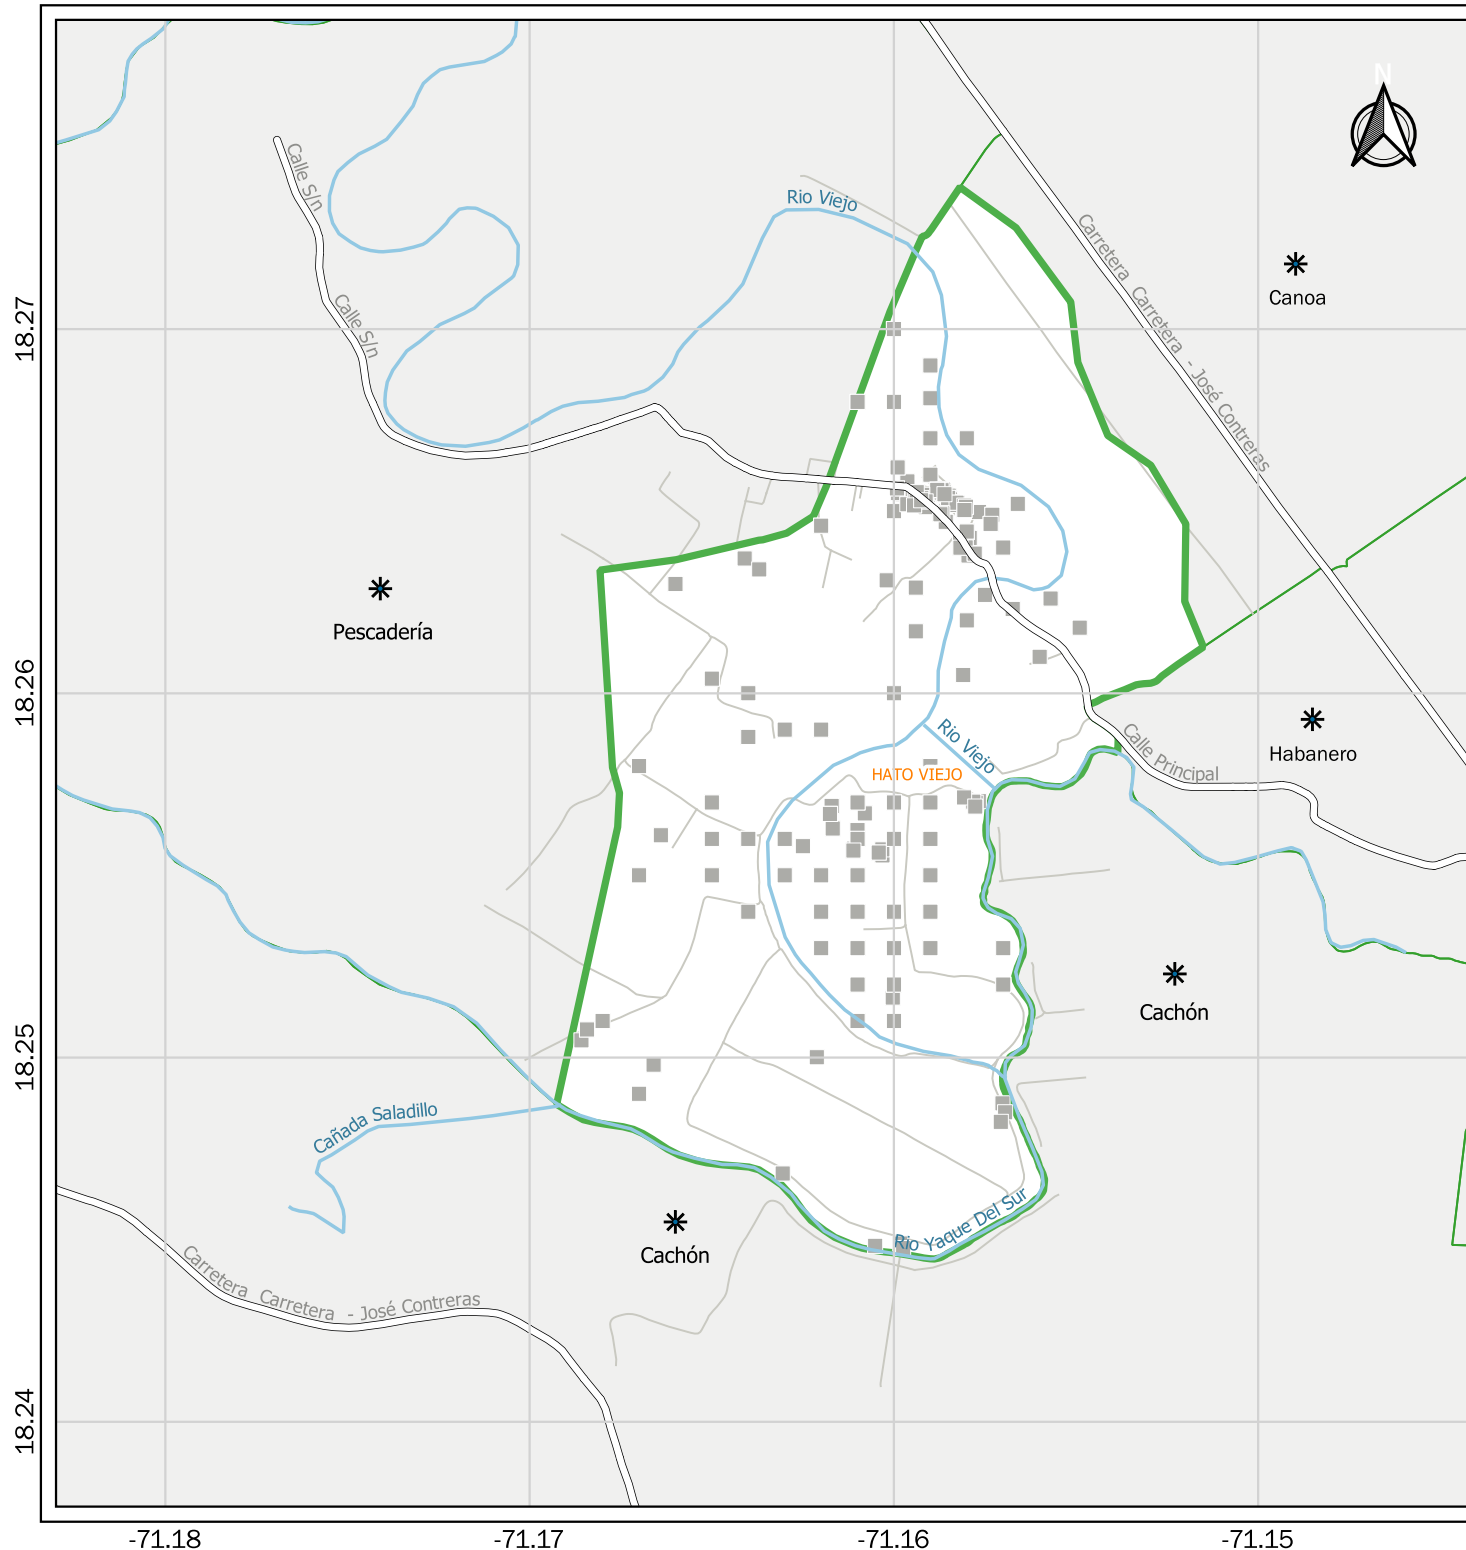 N
Calle S/n
Rio Viejo
Carretera Carretera - José Contreras
Canoa
18.27
Calle S/n
Pescadería
18.26
Rio Viejo
Calle Principal
Habanero
HATO VIEJO
Cachón
18.25
Cañada Saladillo
Rio Yaque Del Sur
Cachón
Carretera Carretera - José Contreras
18.24
-71.18
-71.17
-71.16
-71.15